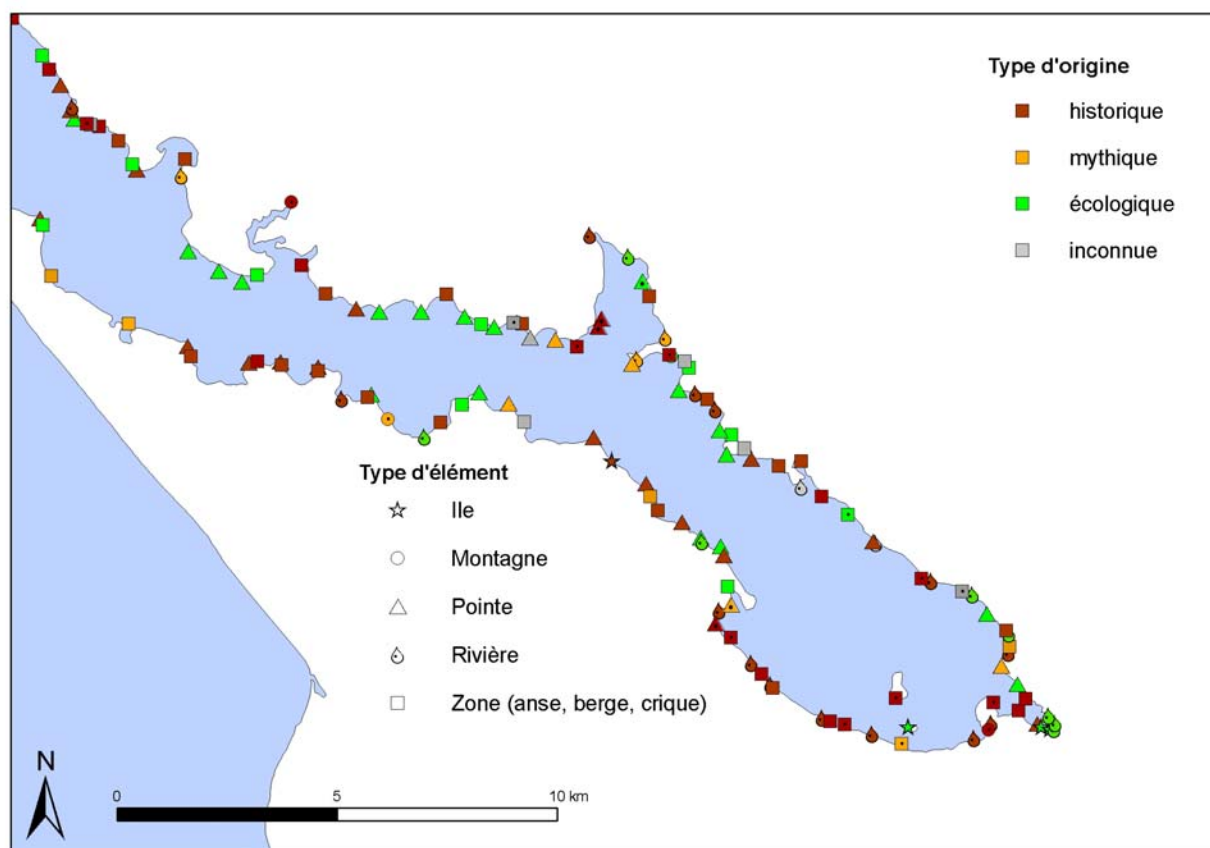 Type d'origine
historique
mythique
écologique
inconnue
Type d'élément
Ile
Montagne
Pointe
Rivière
Zone (anse, berge, crique)
N
0 5 10 km